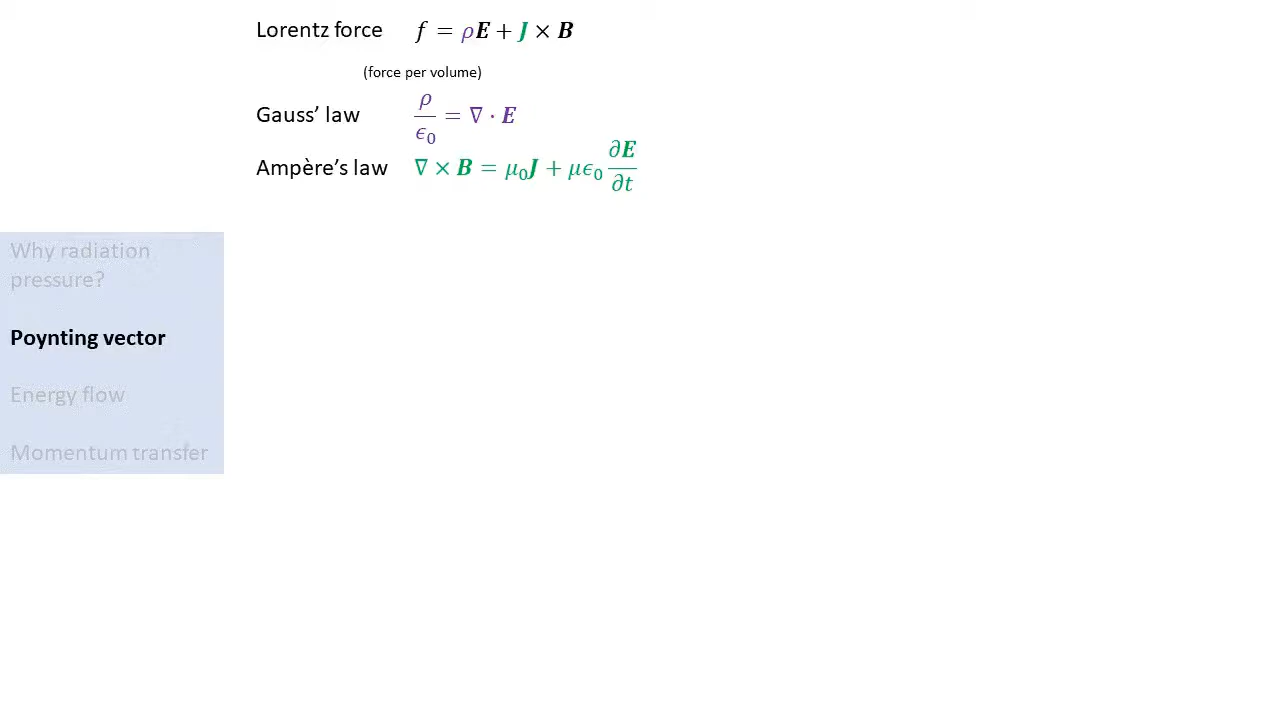 Lorentz force f = ρE + J × B
(force per volume)
Gauss’ law ρ/ϵ₀ = ∇ · E
Ampère’s law ∇ × B = μ₀J + μϵ₀ ∂E/∂t
Why radiation
pressure?
Poynting vector
Energy flow
Momentum transfer